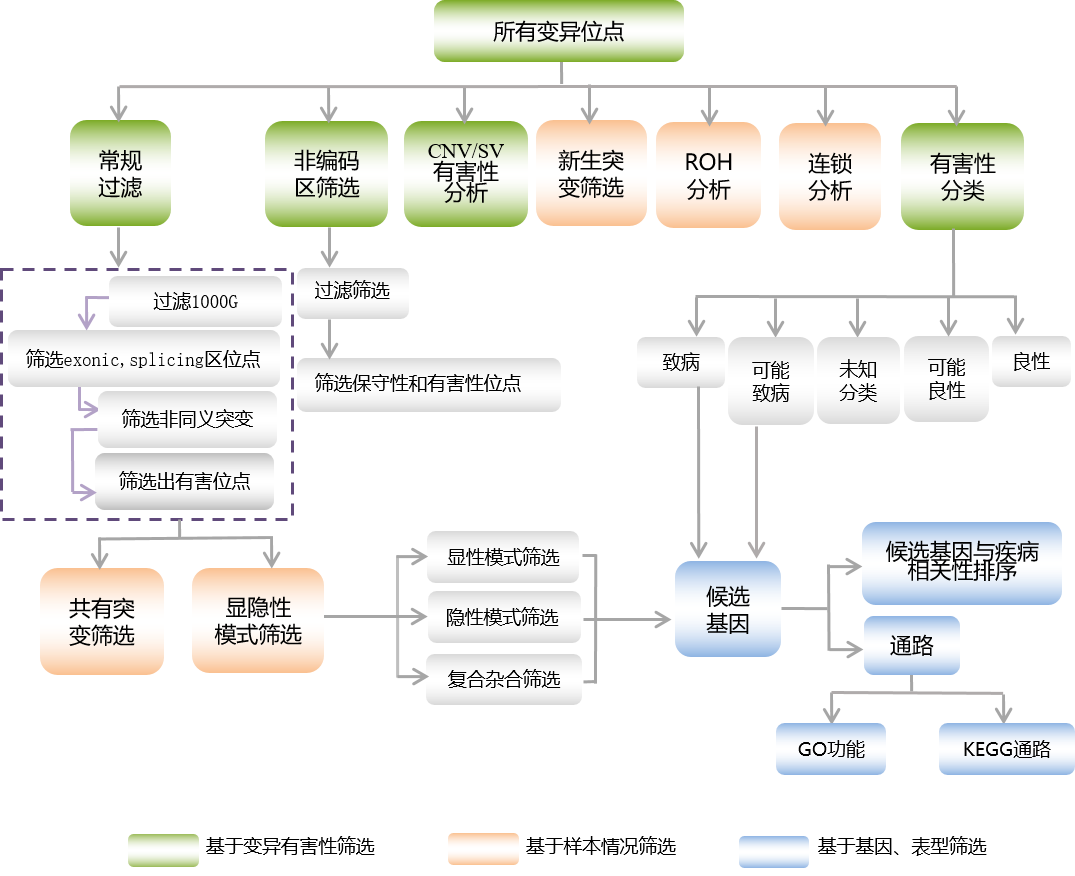 所有变异位点
常规
过滤
非编码
区筛选
CNV/SV
有害性
分析
新生突
变筛选
ROH
分析
连锁
分析
有害性
分类
过滤1000G
筛选exonic,splicing区位点
筛选非同义突变
筛选出有害位点
过滤筛选
筛选保守性和有害性位点
致病
可能
致病
未知
分类
可能
良性
良性
共有突
变筛选
显隐性
模式筛选
显性模式筛选
隐性模式筛选
复合杂合筛选
候选
基因
候选基因与疾病
相关性排序
通路
GO功能
KEGG通路
基于变异有害性筛选
基于样本情况筛选
基于基因、表型筛选